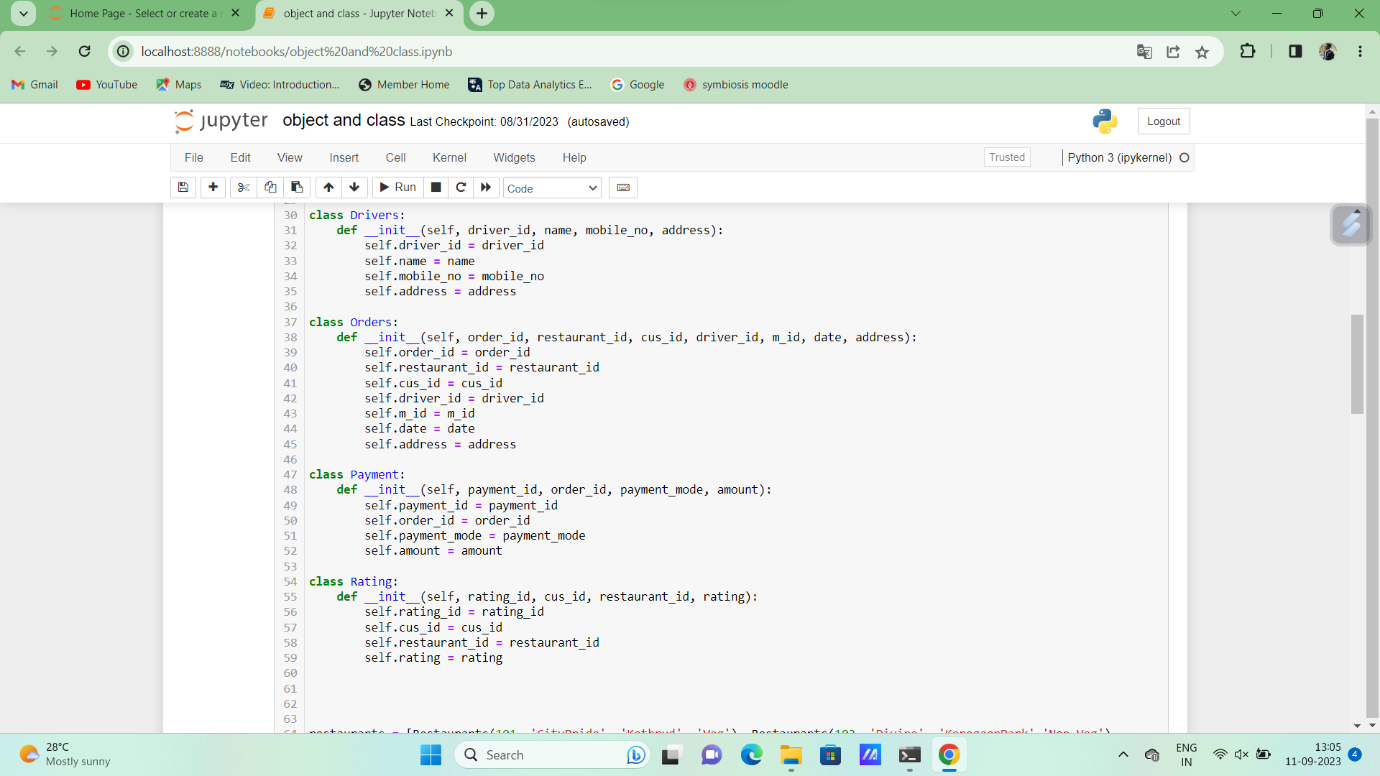 Home Page - Select or create a
object and class - Jupyter Noteb
localhost:8888/notebooks/object%20and%20class.ipynb
Gmail
YouTube
Maps
Video: Introduction...
Member Home
Top Data Analytics E...
Google
symbiosis moodle
jupyter object and class Last Checkpoint: 08/31/2023 (autosaved)
Logout
File Edit View Insert Cell Kernel Widgets Help
Trusted
Python 3 (ipykernel)
Run
Code
30 class Drivers:
31     def __init__(self, driver_id, name, mobile_no, address):
32         self.driver_id = driver_id
33         self.name = name
34         self.mobile_no = mobile_no
35         self.address = address
36
37 class Orders:
38     def __init__(self, order_id, restaurant_id, cus_id, driver_id, m_id, date, address):
39         self.order_id = order_id
40         self.restaurant_id = restaurant_id
41         self.cus_id = cus_id
42         self.driver_id = driver_id
43         self.m_id = m_id
44         self.date = date
45         self.address = address
46
47 class Payment:
48     def __init__(self, payment_id, order_id, payment_mode, amount):
49         self.payment_id = payment_id
50         self.order_id = order_id
51         self.payment_mode = payment_mode
52         self.amount = amount
53
54 class Rating:
55     def __init__(self, rating_id, cus_id, restaurant_id, rating):
56         self.rating_id = rating_id
57         self.cus_id = cus_id
58         self.restaurant_id = restaurant_id
59         self.rating = rating
60
61
62
63
28°C
Mostly sunny
Search
ENG
IN
13:05
11-09-2023
4